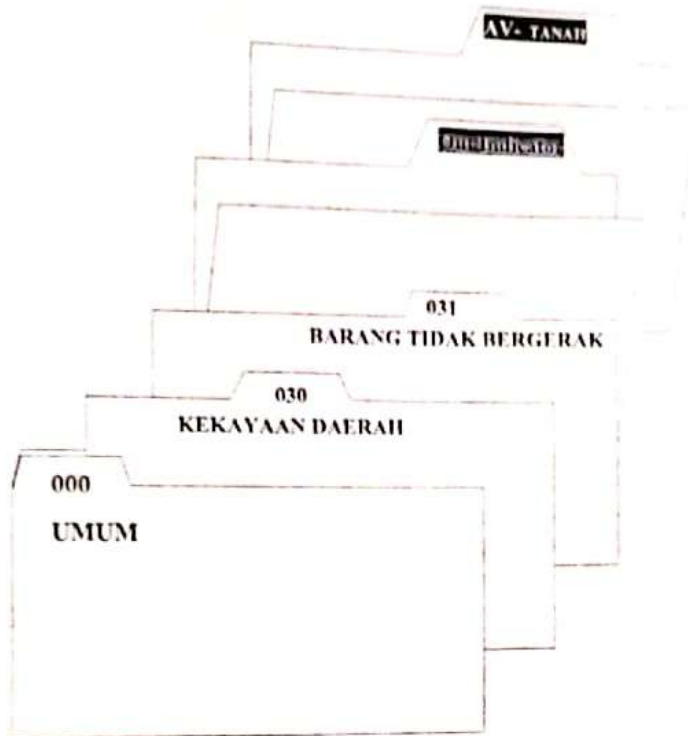 AV- TANAH
031
BARANG TIDAK BERGERAK
030
KEKAYAAN DAERAH
000
UMUM